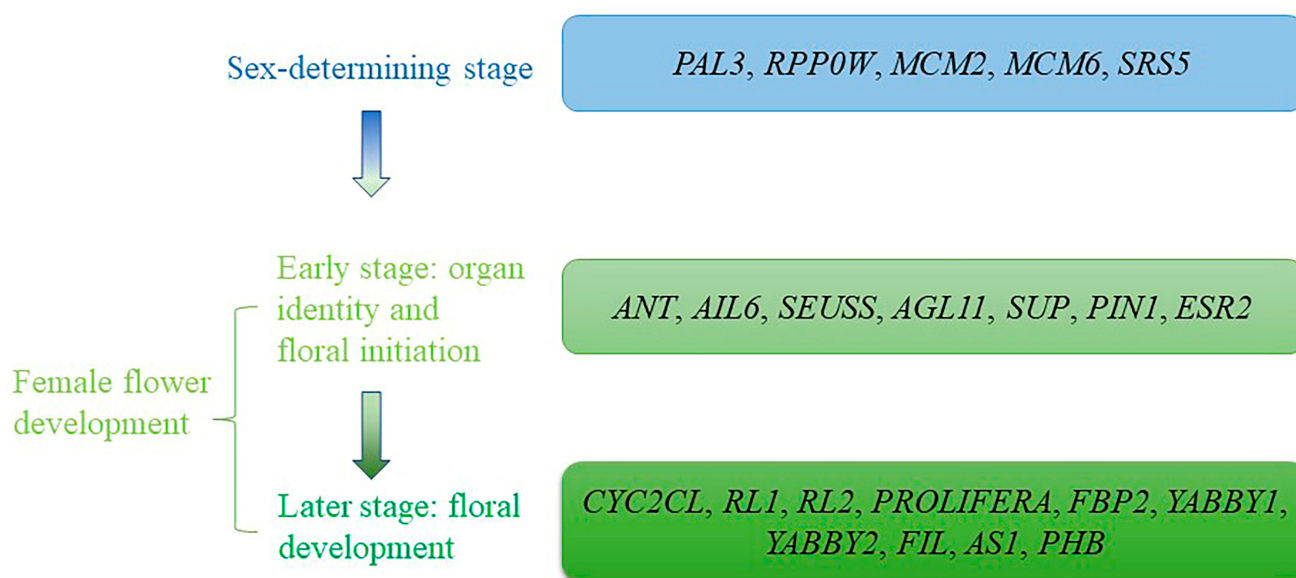 Sex-determining stage
PAL3, RPP0W, MCM2, MCM6, SRS5
Early stage: organ
identity and
floral initiation
ANT, AIL6, SEUSS, AGL11, SUP, PIN1, ESR2
Female flower
development
Later stage: floral
development
CYC2CL, RL1, RL2, PROLIFERA, FBP2, YABBY1,
YABBY2, FIL, AS1, PHB